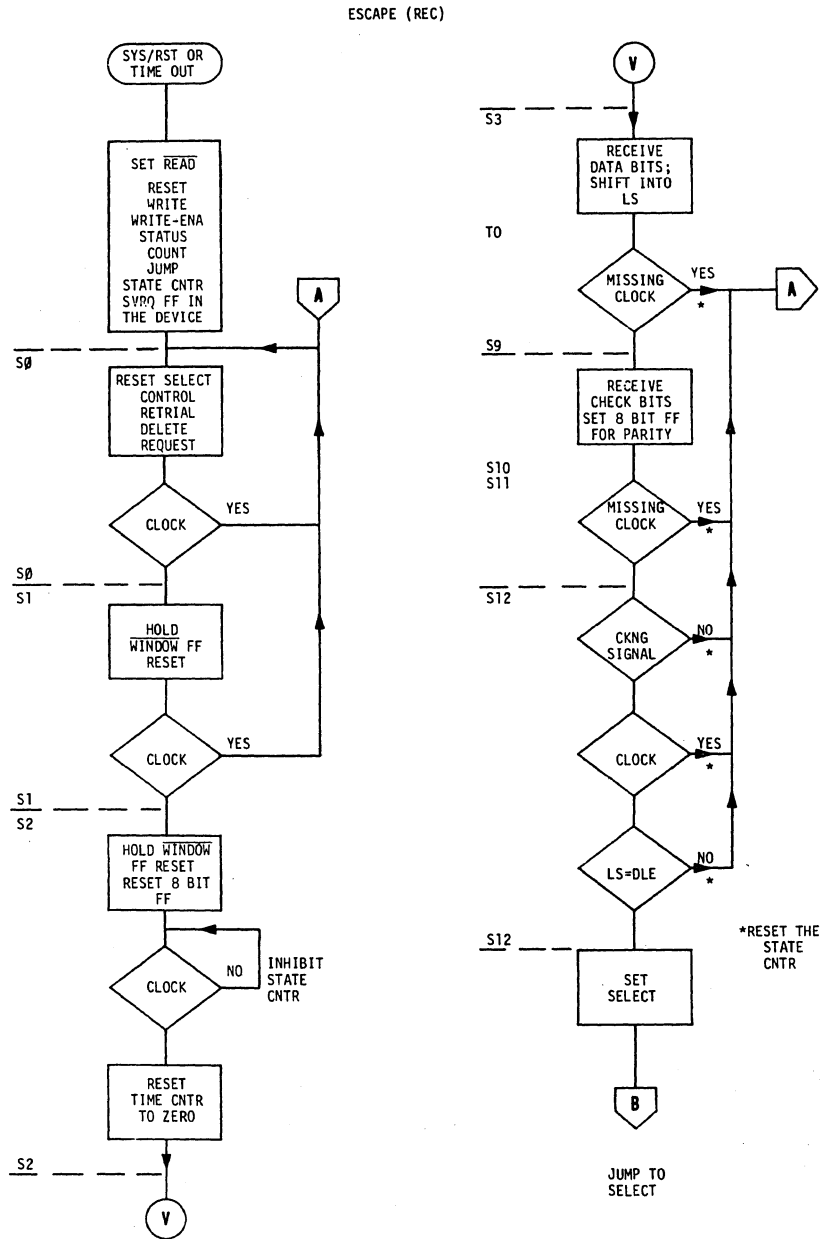 ESCAPE (REC)
SYS/RST OR
TIME OUT
SET READ
RESET
WRITE
WRITE-ENA
STATUS
COUNT
JUMP
STATE CNTR
SVRQ FF IN
THE DEVICE
A
SØ
RESET SELECT
CONTROL
RETRIAL
DELETE
REQUEST
CLOCK
YES
SØ
S1
HOLD
WINDOW FF
RESET
CLOCK
YES
S1
S2
HOLD WINDOW
FF RESET
RESET 8 BIT
FF
CLOCK
NO
INHIBIT
STATE
CNTR
RESET
TIME CNTR
TO ZERO
S2
V
V
S3
RECEIVE
DATA BITS;
SHIFT INTO
LS
TO
MISSING
CLOCK
YES
*
A
S9
RECEIVE
CHECK BITS
SET 8 BIT FF
FOR PARITY
S10
S11
MISSING
CLOCK
YES
*
S12
CKNG
SIGNAL
NO
*
CLOCK
YES
*
LS=DLE
NO
*
*RESET THE
STATE
CNTR
S12
SET
SELECT
B
JUMP TO
SELECT